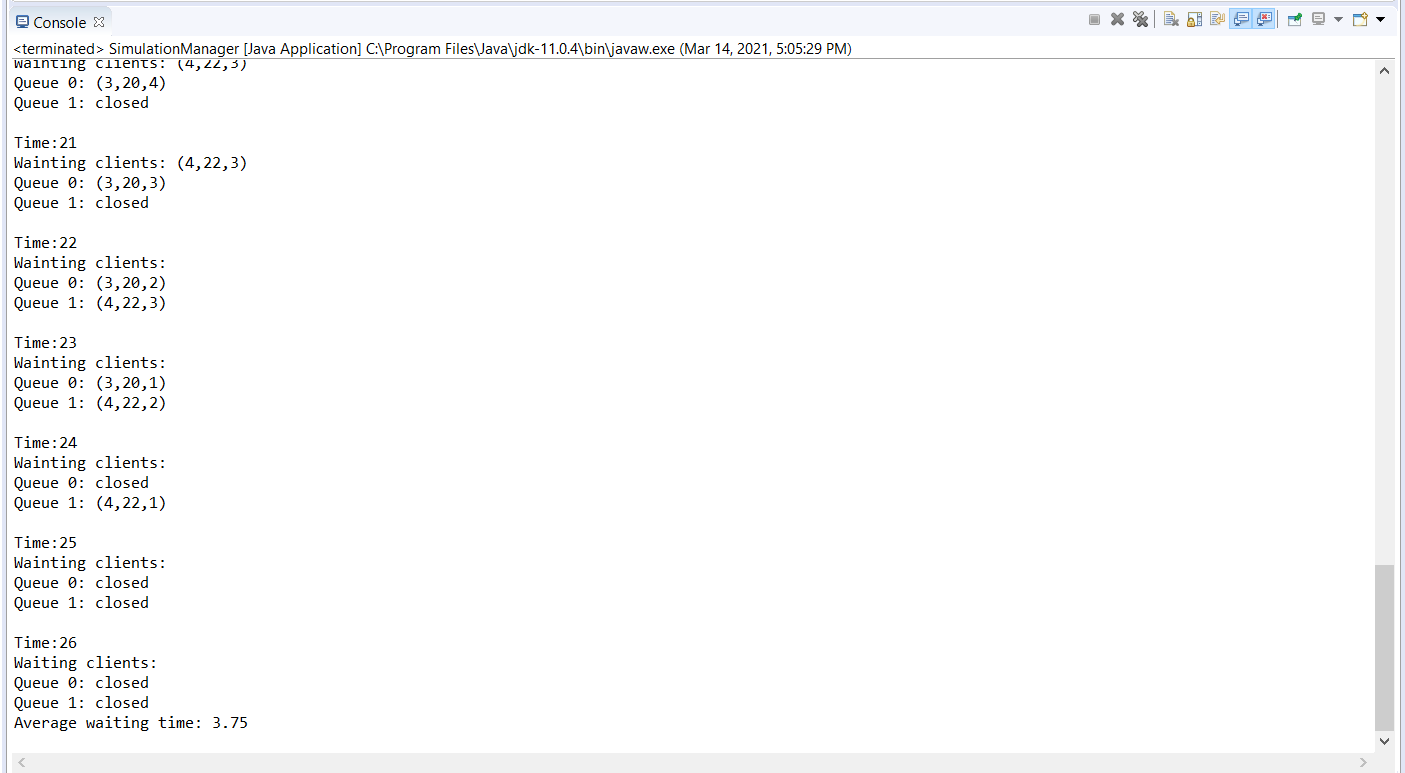 Console
<terminated> SimulationManager [Java Application] C:\Program Files\Java\jdk-11.0.4\bin\javaw.exe (Mar 14, 2021, 5:05:29 PM)
Wainting clients: (4,22,3)
Queue 0: (3,20,4)
Queue 1: closed
Time:21
Wainting clients: (4,22,3)
Queue 0: (3,20,3)
Queue 1: closed
Time:22
Wainting clients:
Queue 0: (3,20,2)
Queue 1: (4,22,3)
Time:23
Wainting clients:
Queue 0: (3,20,1)
Queue 1: (4,22,2)
Time:24
Wainting clients:
Queue 0: closed
Queue 1: (4,22,1)
Time:25
Wainting clients:
Queue 0: closed
Queue 1: closed
Time:26
Waiting clients:
Queue 0: closed
Queue 1: closed
Average waiting time: 3.75